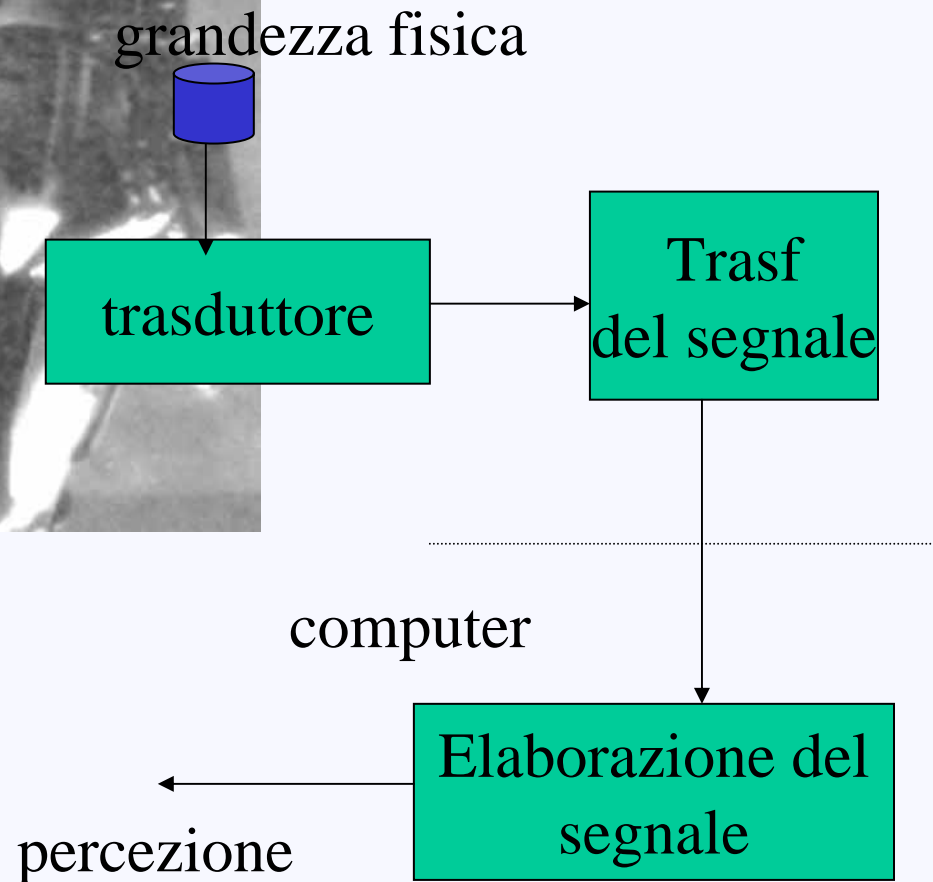 grandezza fisica
trasduttore
Trasf
del segnale
computer
Elaborazione del
segnale
percezione